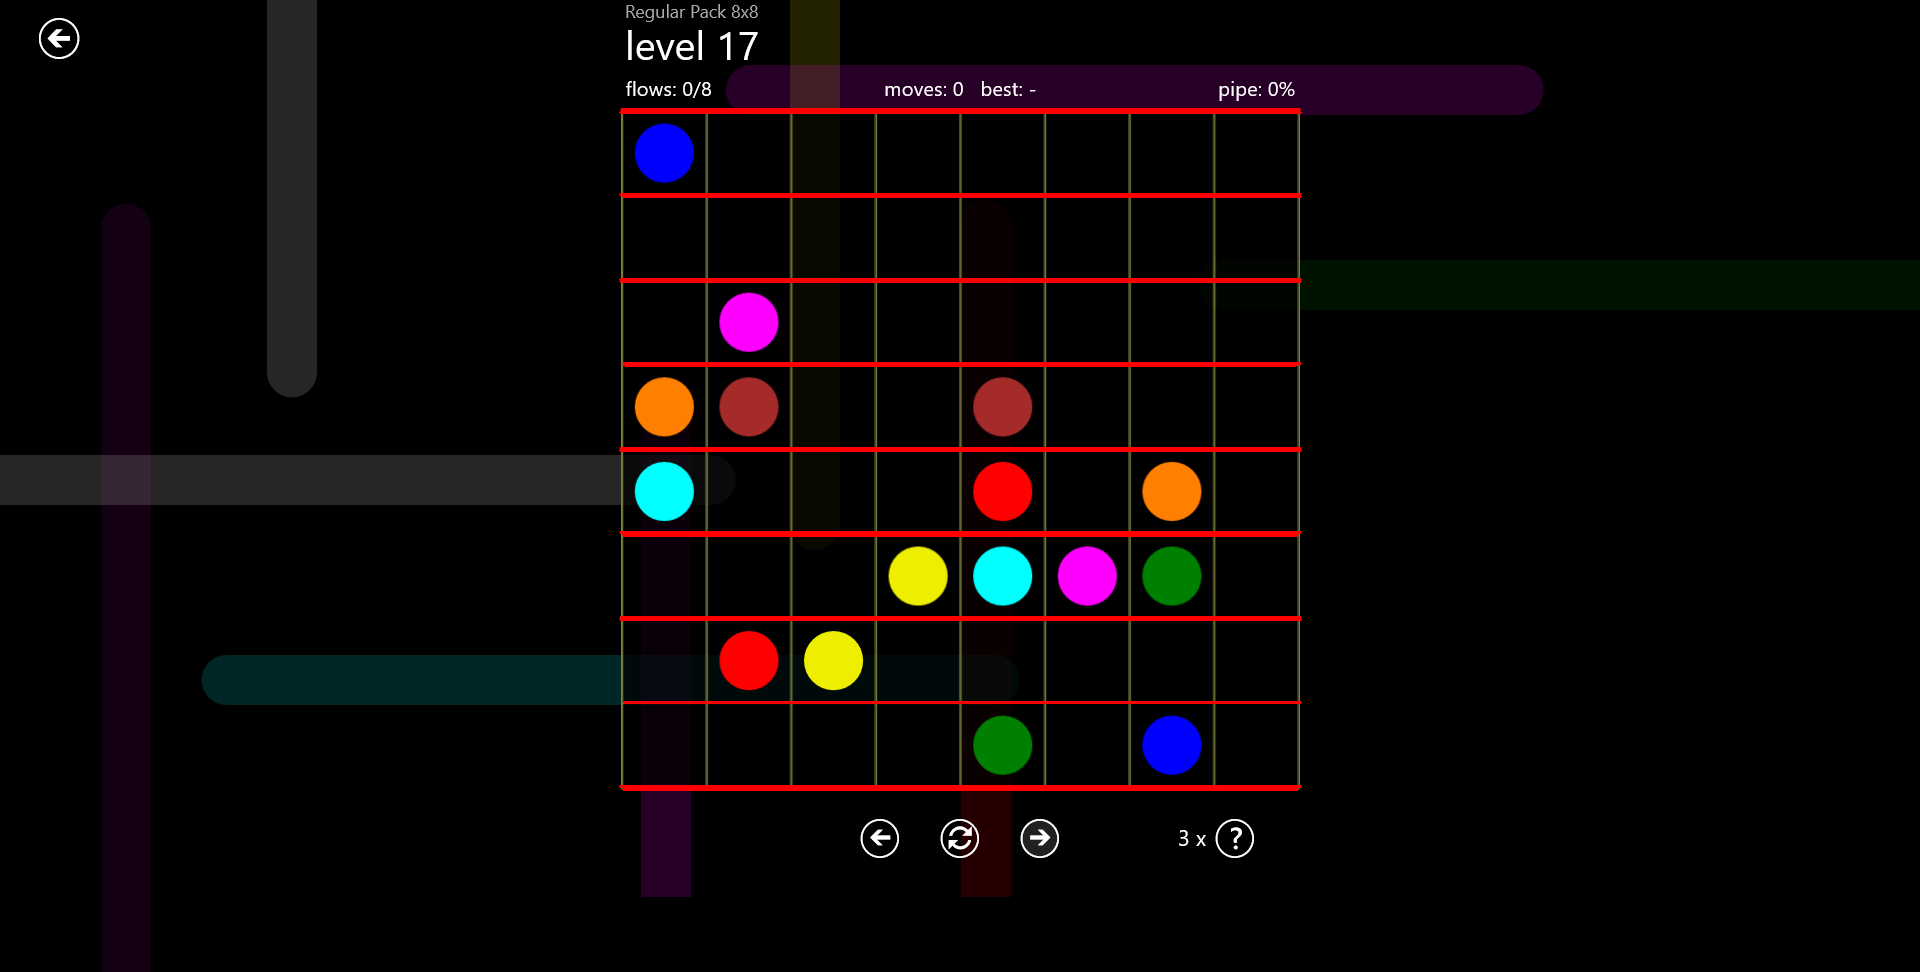 Regular Pack 8x8
level 17
flows: 0/8 moves: 0 best: - pipe: 0%
3 x ?